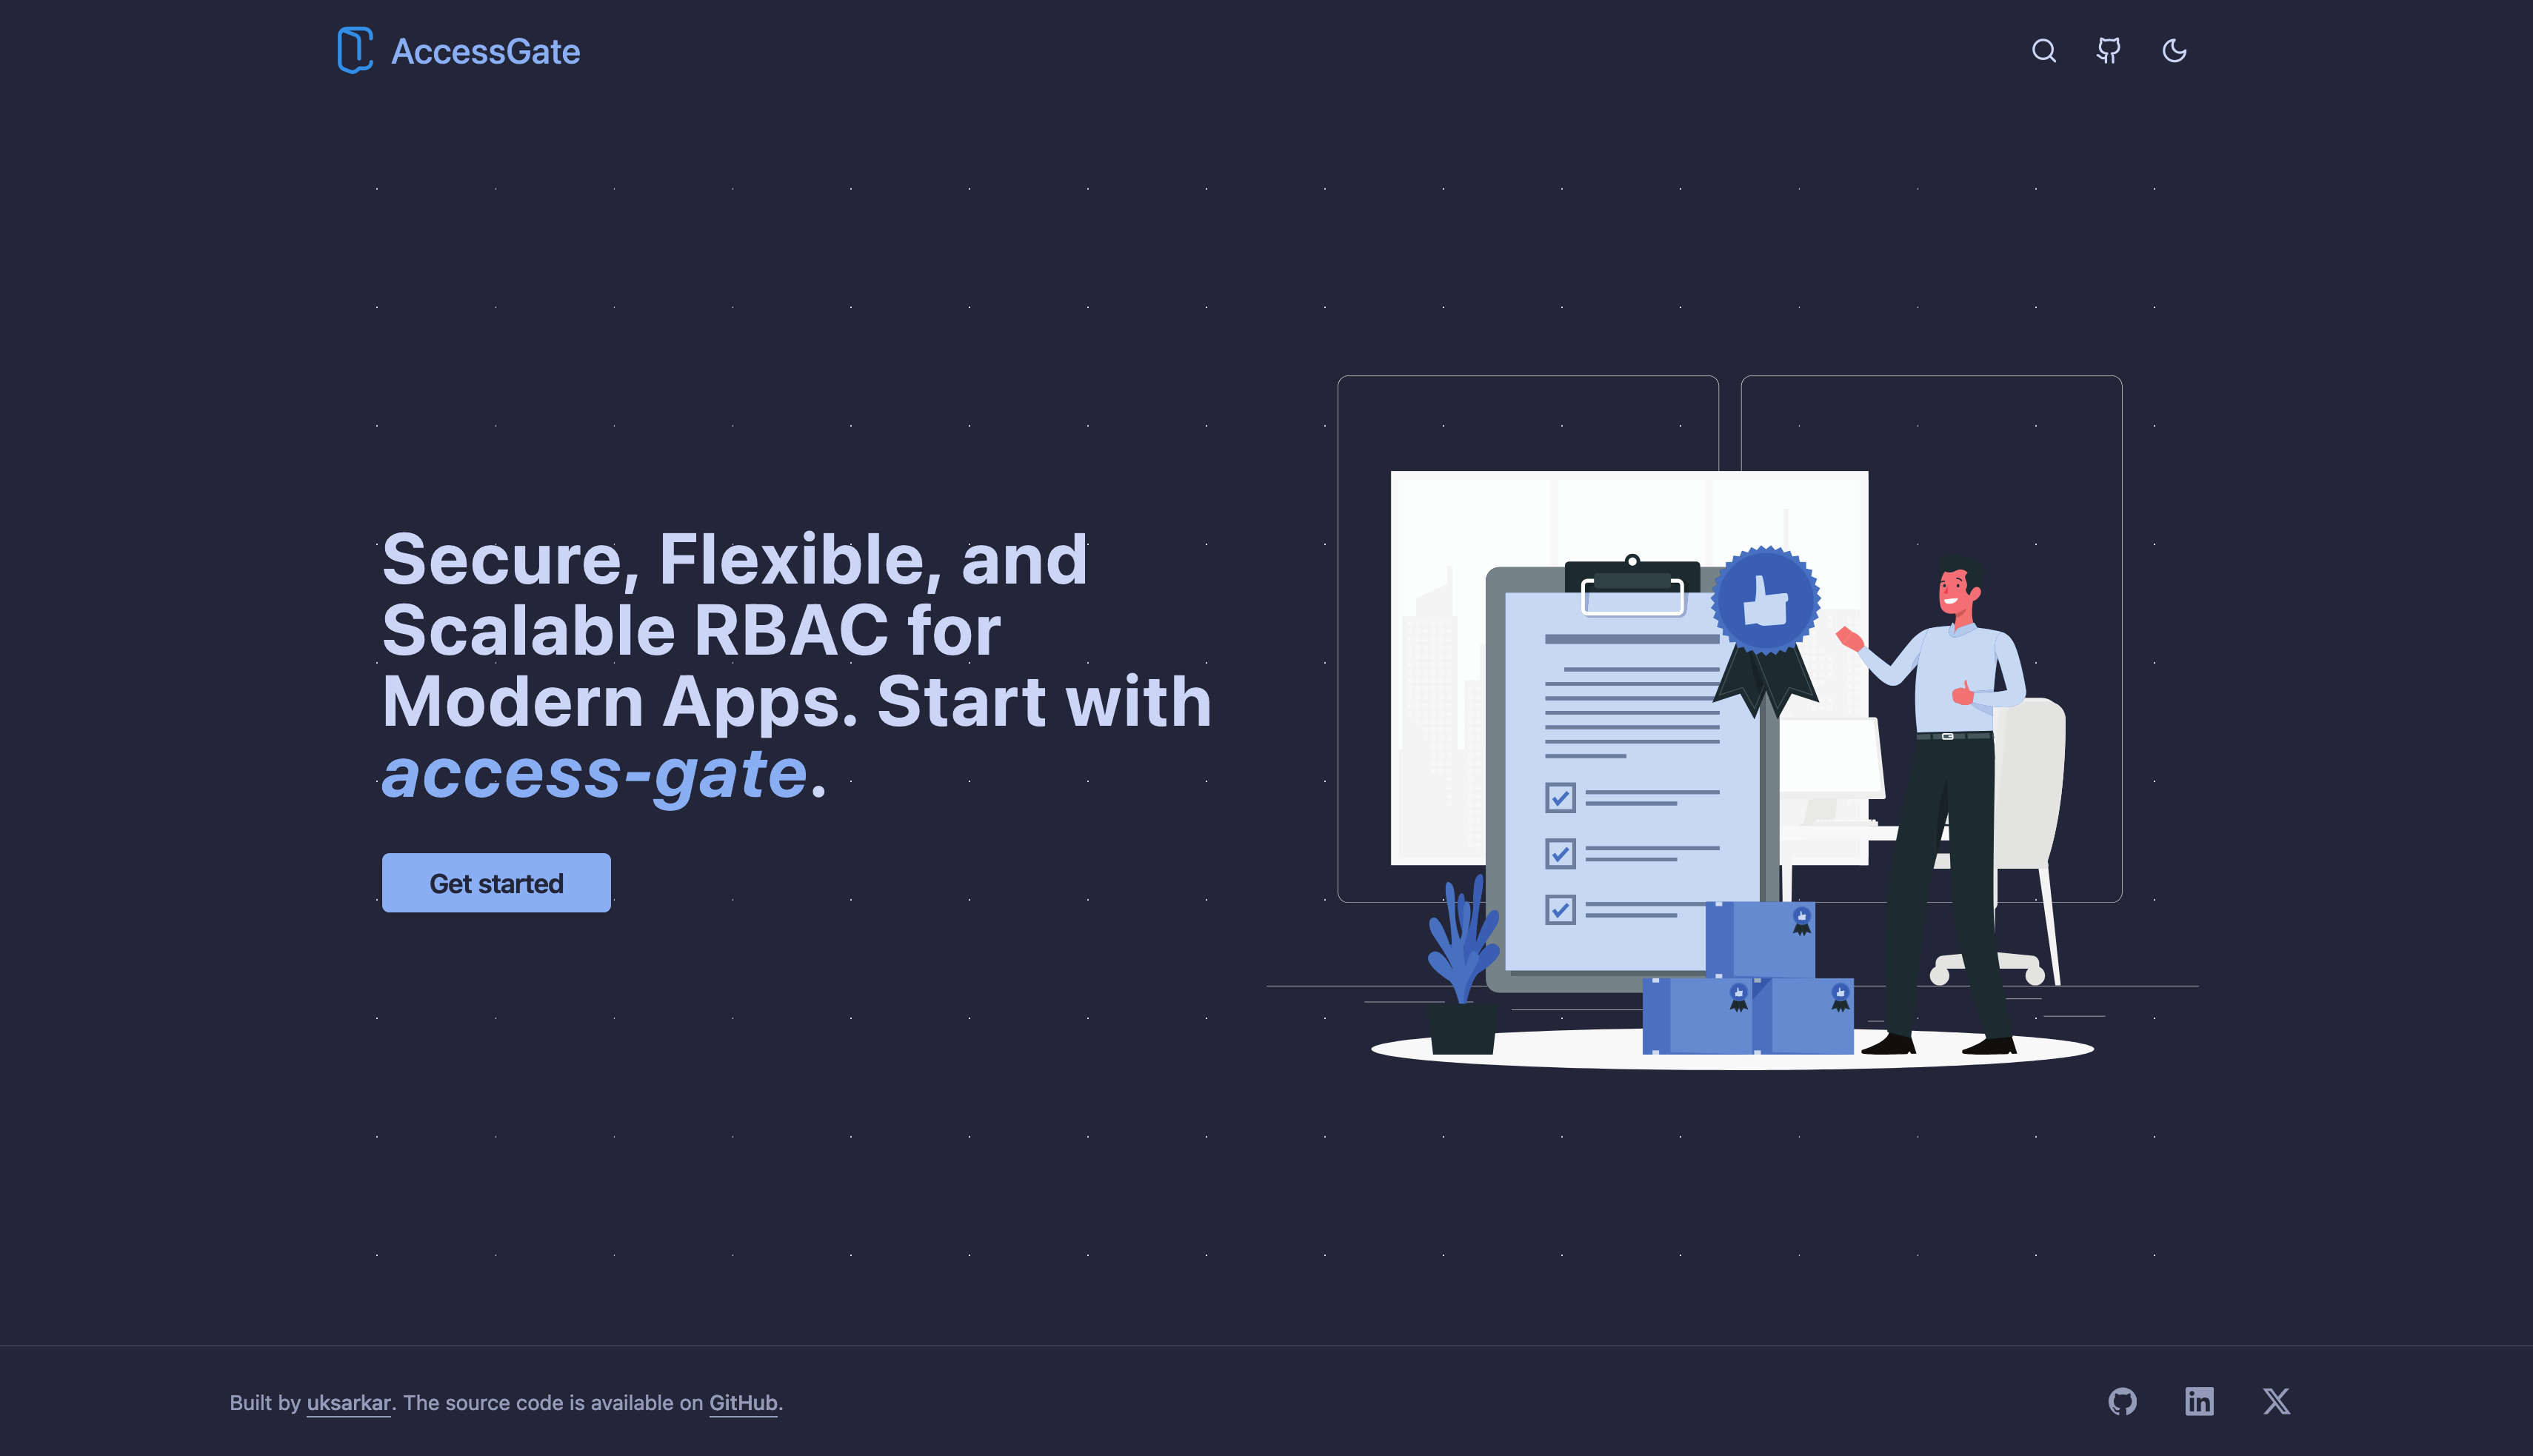 AccessGate
Secure, Flexible, and
Scalable RBAC for
Modern Apps. Start with
access-gate.
Get started
Built by uksarkar. The source code is available on GitHub.